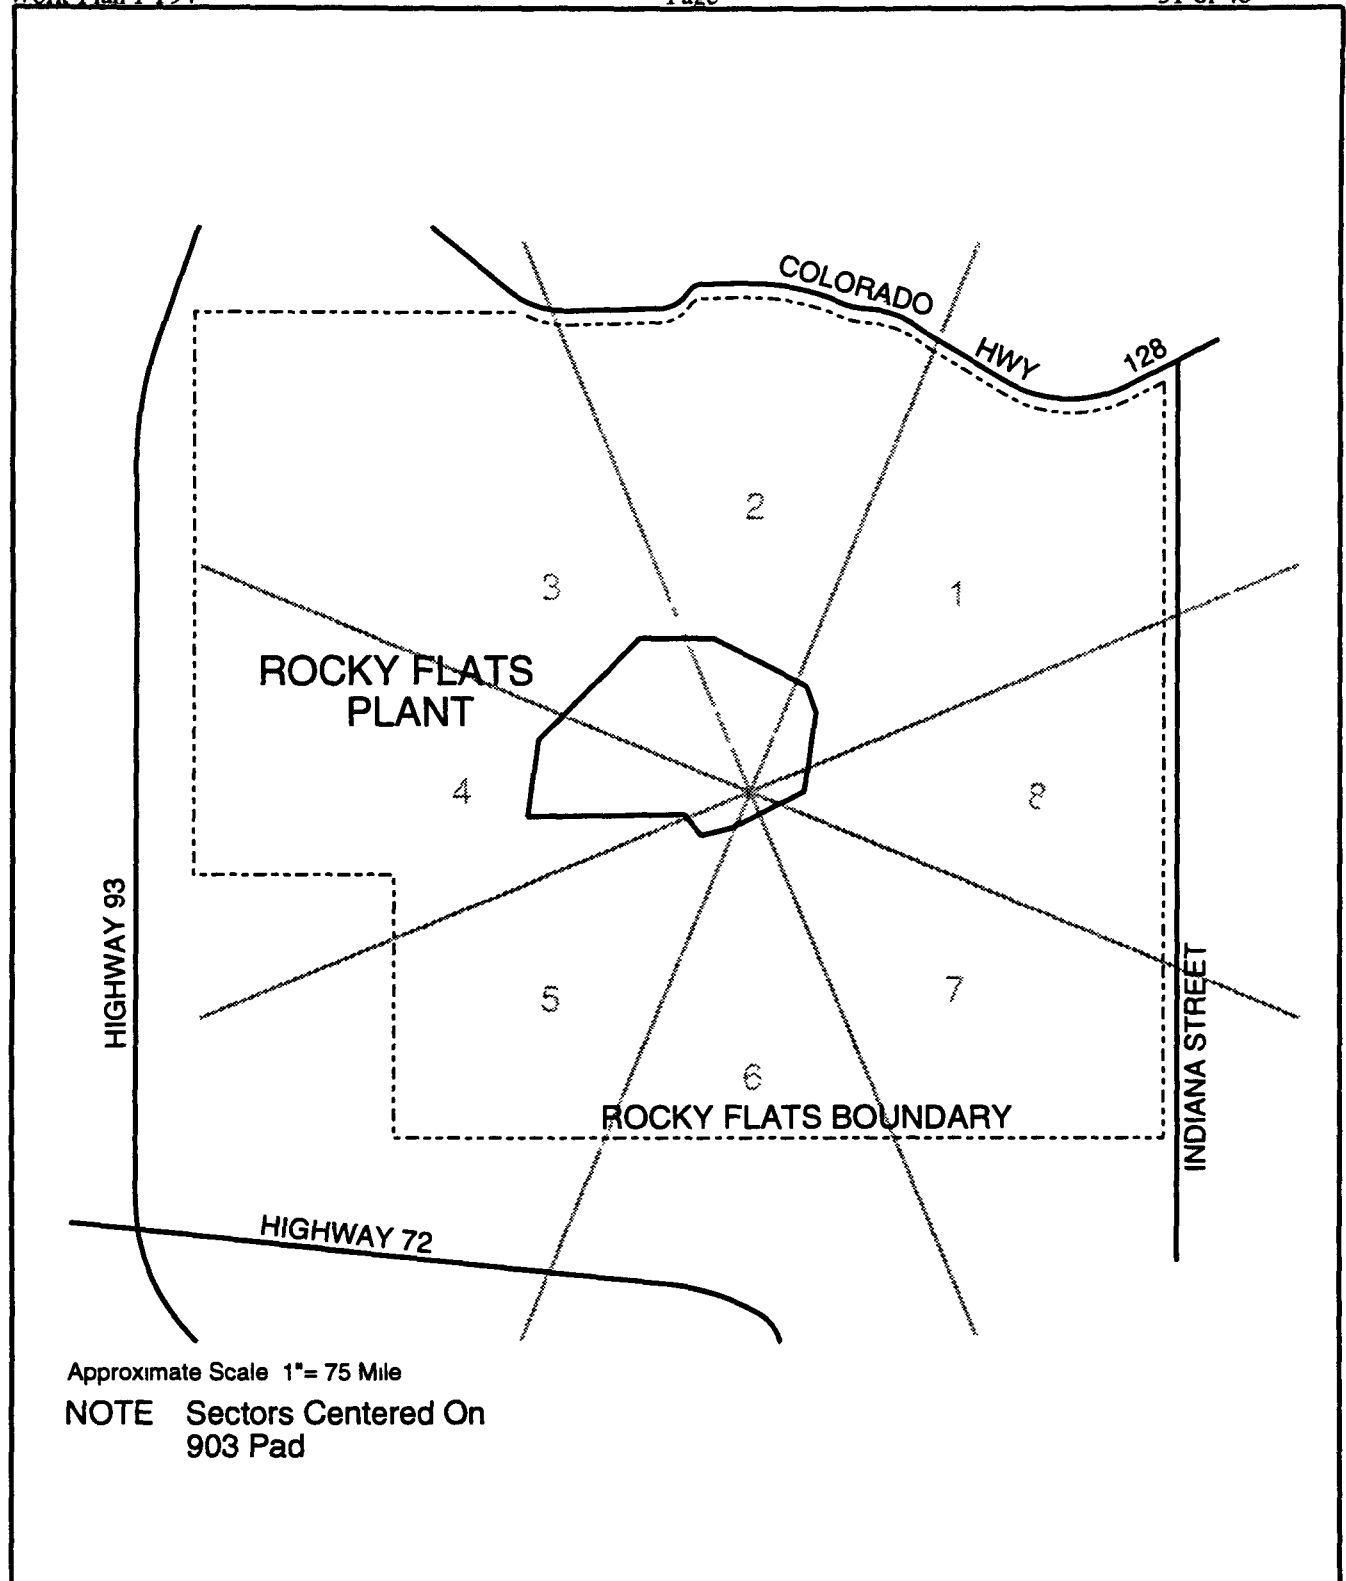 Page
COLORADO
HWY
128
2
3
1
ROCKY FLATS
PLANT
4
8
HIGHWAY 93
5
7
INDIANA STREET
6
ROCKY FLATS BOUNDARY
HIGHWAY 72
Approximate Scale 1"= 75 Mile
NOTE Sectors Centered On
903 Pad